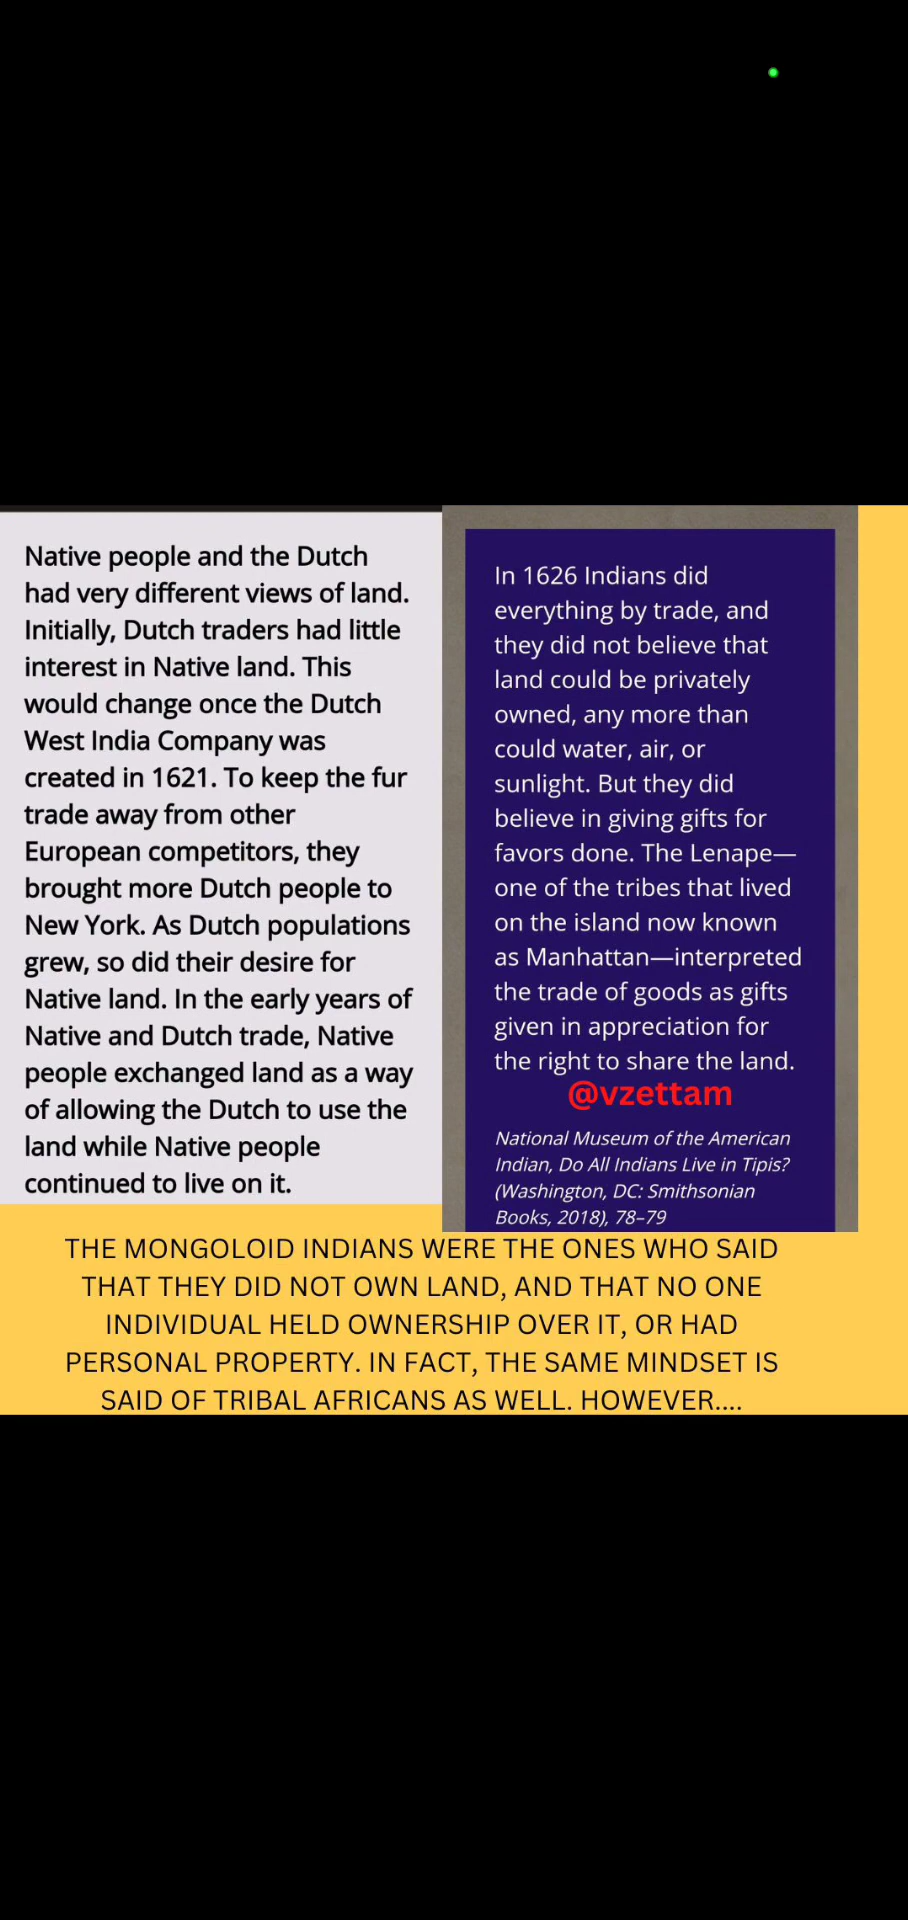 Native people and the Dutch
had very different views of land.
Initially, Dutch traders had little
interest in Native land. This
would change once the Dutch
West India Company was
created in 1621. To keep the fur
trade away from other
European competitors, they
brought more Dutch people to
New York. As Dutch populations
grew, so did their desire for
Native land. In the early years of
Native and Dutch trade, Native
people exchanged land as a way
of allowing the Dutch to use the
land while Native people
continued to live on it.
In 1626 Indians did
everything by trade, and
they did not believe that
land could be privately
owned, any more than
could water, air, or
sunlight. But they did
believe in giving gifts for
favors done. The Lenape—
one of the tribes that lived
on the island now known
as Manhattan—interpreted
the trade of goods as gifts
given in appreciation for
the right to share the land.
@vzettam
National Museum of the American
Indian, Do All Indians Live in Tipis?
(Washington, DC: Smithsonian
Books, 2018), 78–79
THE MONGOLOID INDIANS WERE THE ONES WHO SAID
THAT THEY DID NOT OWN LAND, AND THAT NO ONE
INDIVIDUAL HELD OWNERSHIP OVER IT, OR HAD
PERSONAL PROPERTY. IN FACT, THE SAME MINDSET IS
SAID OF TRIBAL AFRICANS AS WELL. HOWEVER....